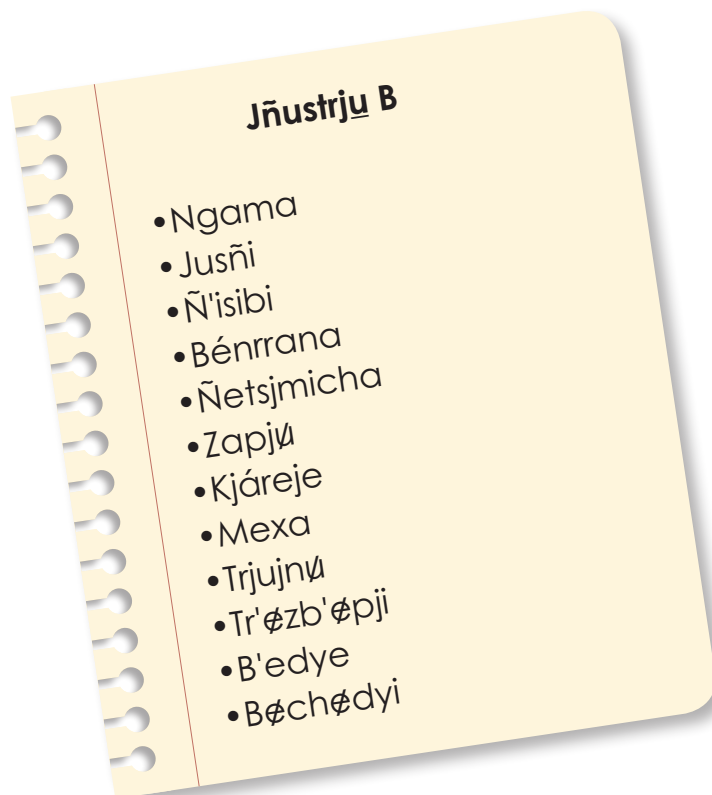 Jñustrju̲ B
•Ngama
•Jusñi
•Ñ'isibi
•Bénrrana
•Ñetsjmicha
•Zapjʉ
•Kjáreje
•Mexa
•Trjujnʉ
•Tr'ɇzb'ɇpji
•B'edye
•Bɇchɇdyi